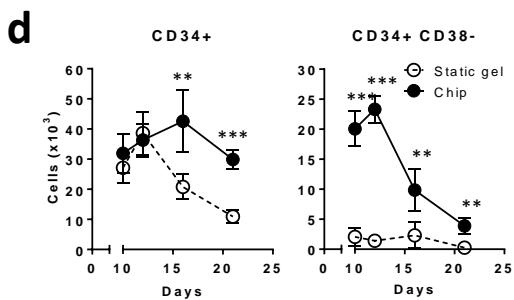 d
CD34+
60
50
40
30
20
10
0
Cells (x10³)
**
***
0 10 15 20 25
Days
CD34+ CD38-
Static gel
Chip
30
25
20
15
10
5
0
***
***
**
**
0 10 15 20 25
Days